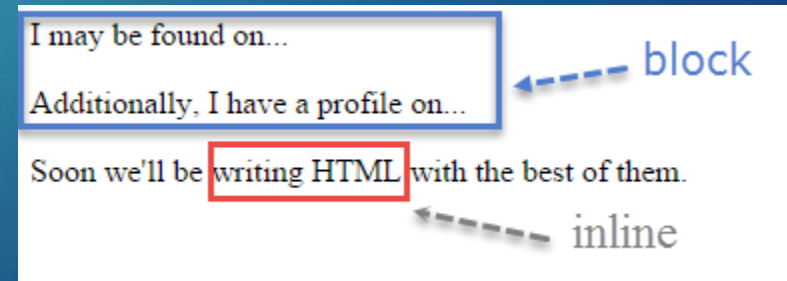 I may be found on...
block
Additionally, I have a profile on...
Soon we'll be writing HTML with the best of them.
inline